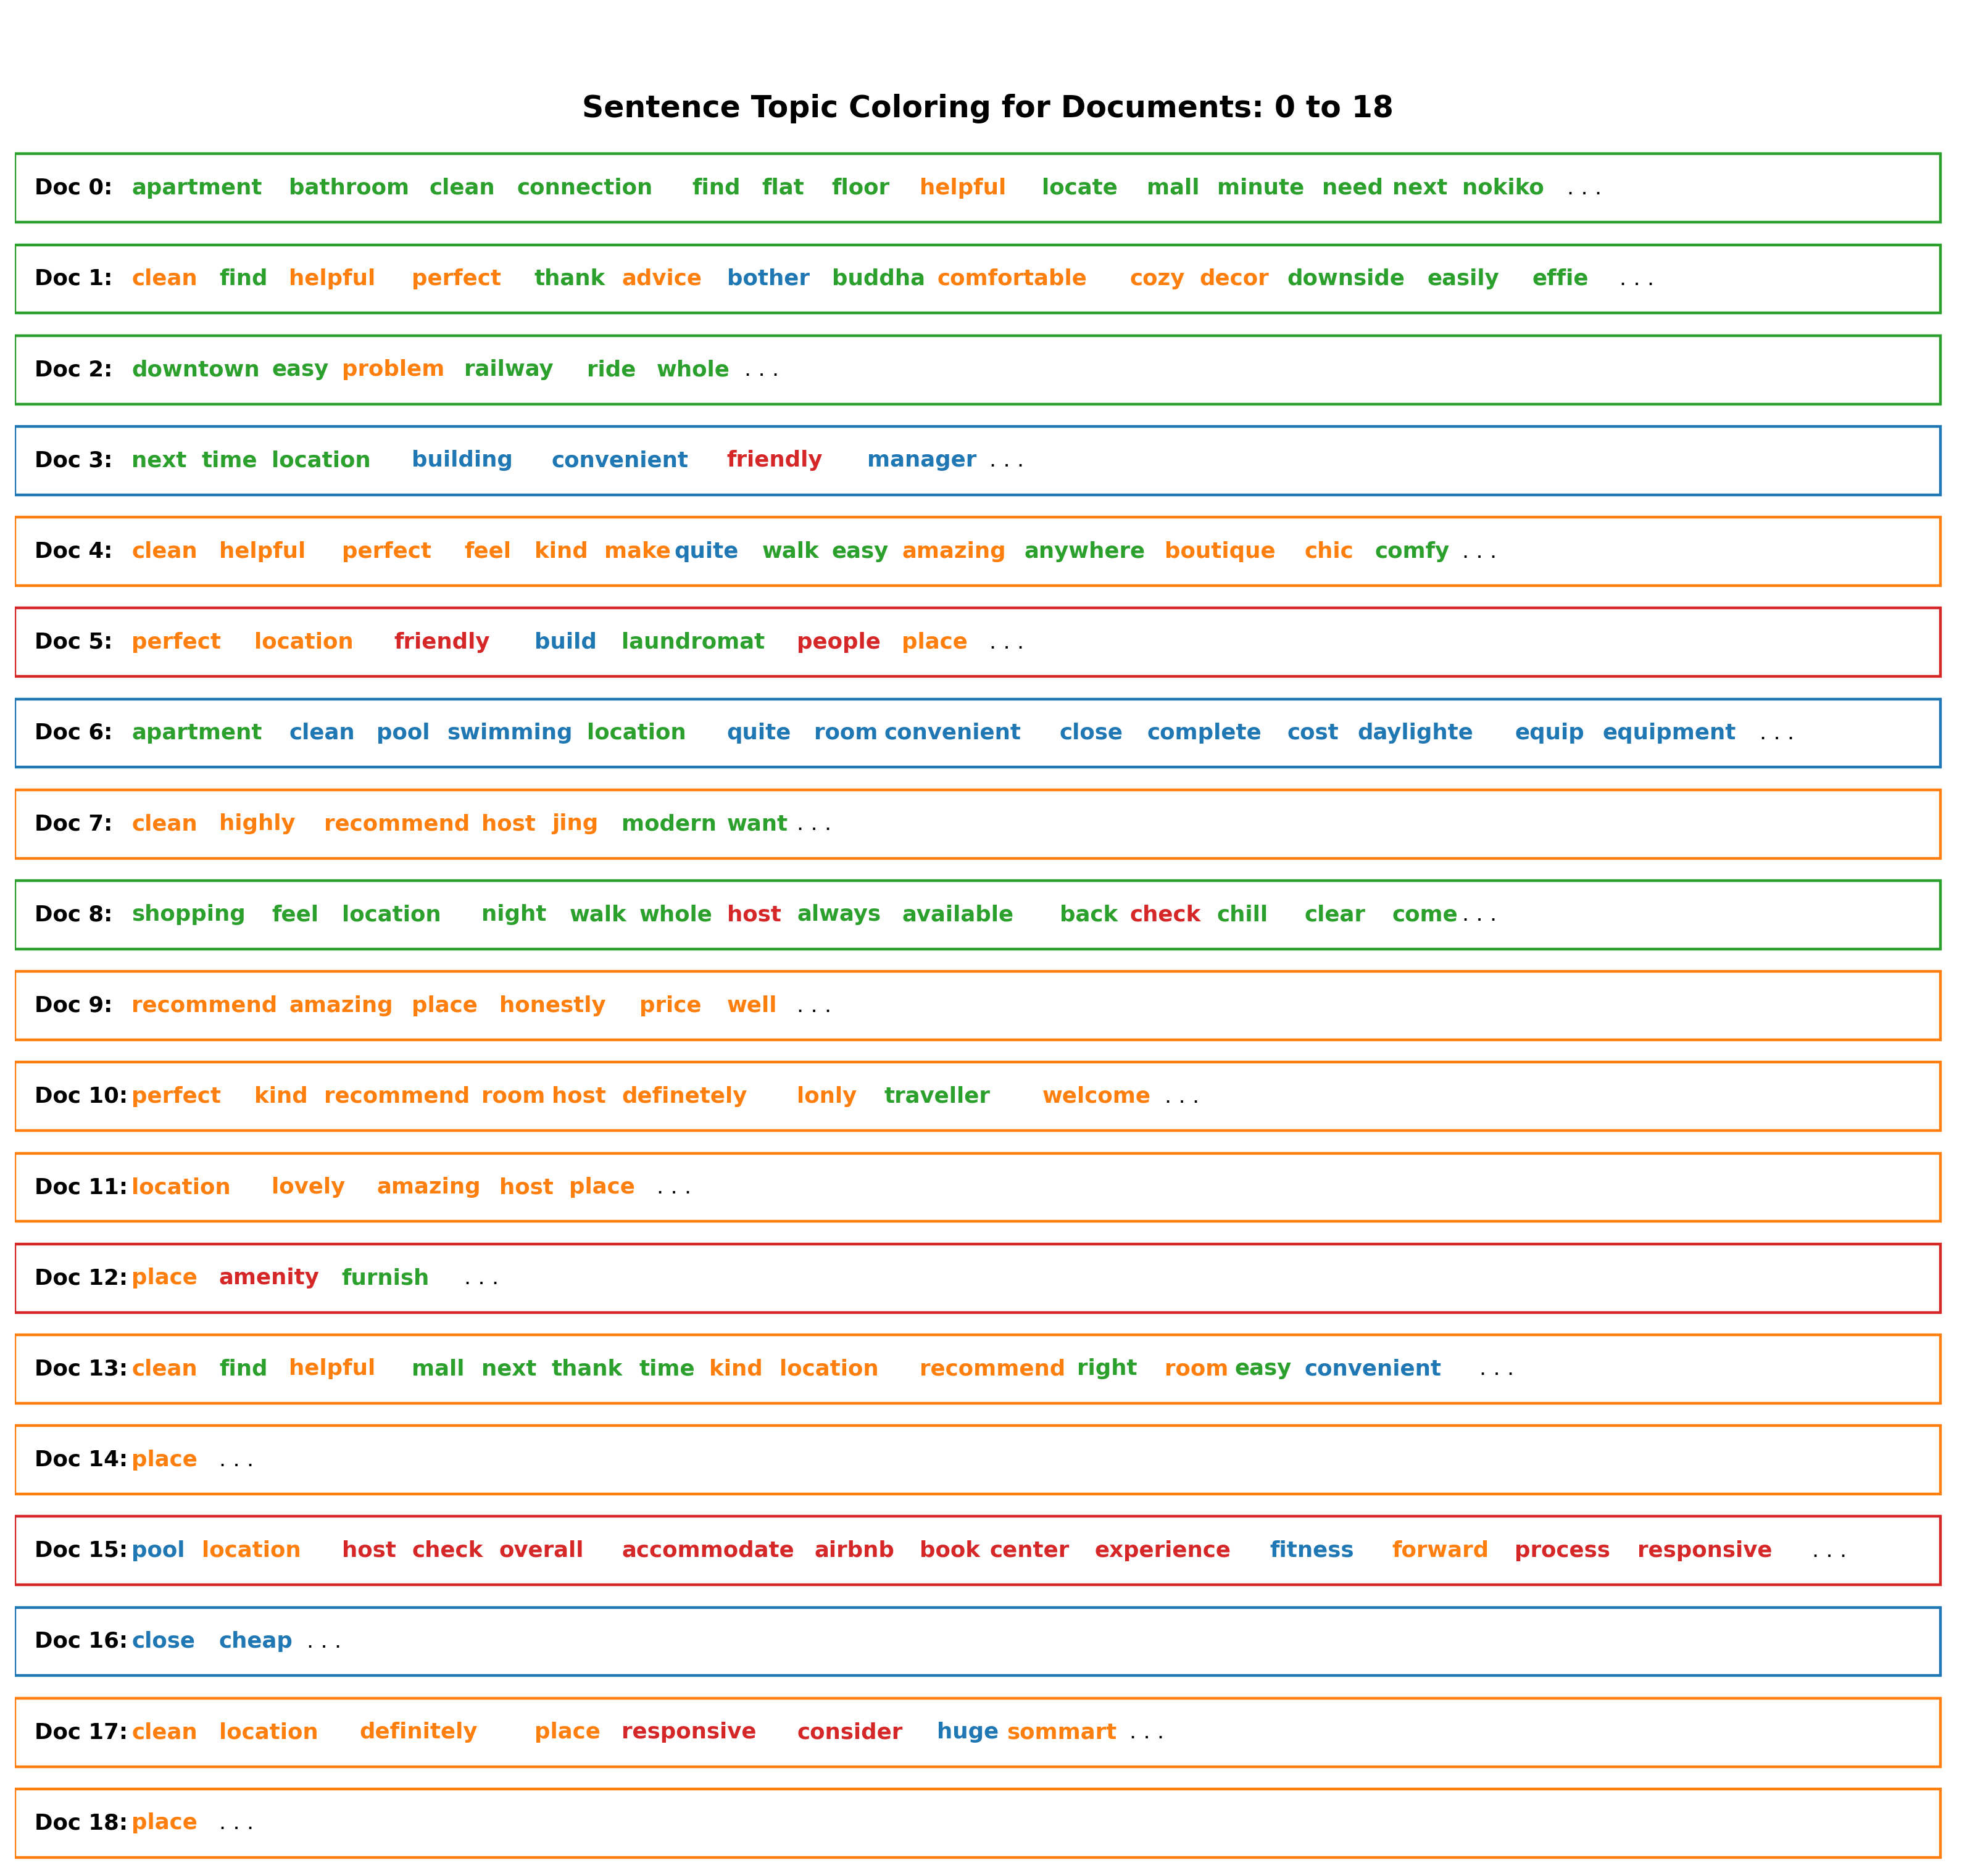 Sentence Topic Coloring for Documents: 0 to 18
Doc 0: apartment bathroom clean connection find flat floor helpful locate mall minute need next nokiko . . .
Doc 1: clean find helpful perfect thank advice bother buddha comfortable cozy decor downside easily effie . . .
Doc 2: downtown easy problem railway ride whole . . .
Doc 3: next time location building convenient friendly manager . . .
Doc 4: clean helpful perfect feel kind make quite walk easy amazing anywhere boutique chic comfy . . .
Doc 5: perfect location friendly build laundromat people place . . .
Doc 6: apartment clean pool swimming location quite room convenient close complete cost daylighte equip equipment . . .
Doc 7: clean highly recommend host jing modern want . . .
Doc 8: shopping feel location night walk whole host always available back check chill clear come . . .
Doc 9: recommend amazing place honestly price well . . .
Doc 10: perfect kind recommend room host definetely lonly traveller welcome . . .
Doc 11: location lovely amazing host place . . .
Doc 12: place amenity furnish . . .
Doc 13: clean find helpful mall next thank time kind location recommend right room easy convenient . . .
Doc 14: place . . .
Doc 15: pool location host check overall accommodate airbnb book center experience fitness forward process responsive . . .
Doc 16: close cheap . . .
Doc 17: clean location definitely place responsive consider huge sommart . . .
Doc 18: place . . .